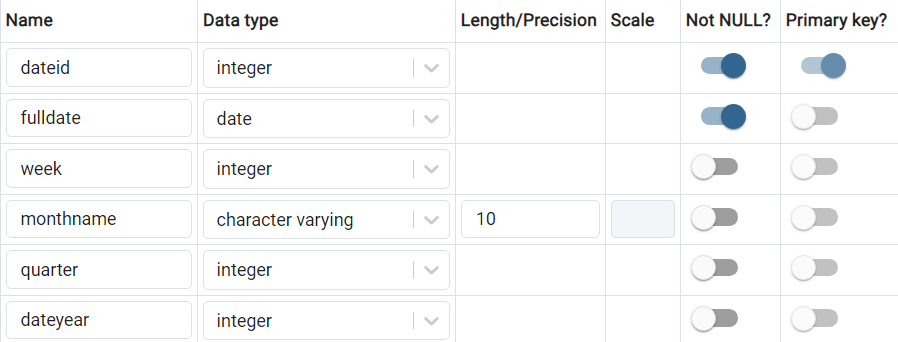 Name Data type Length/Precision Scale Not NULL? Primary key?
dateid integer
fulldate date
week integer
monthname character varying 10
quarter integer
dateyear integer